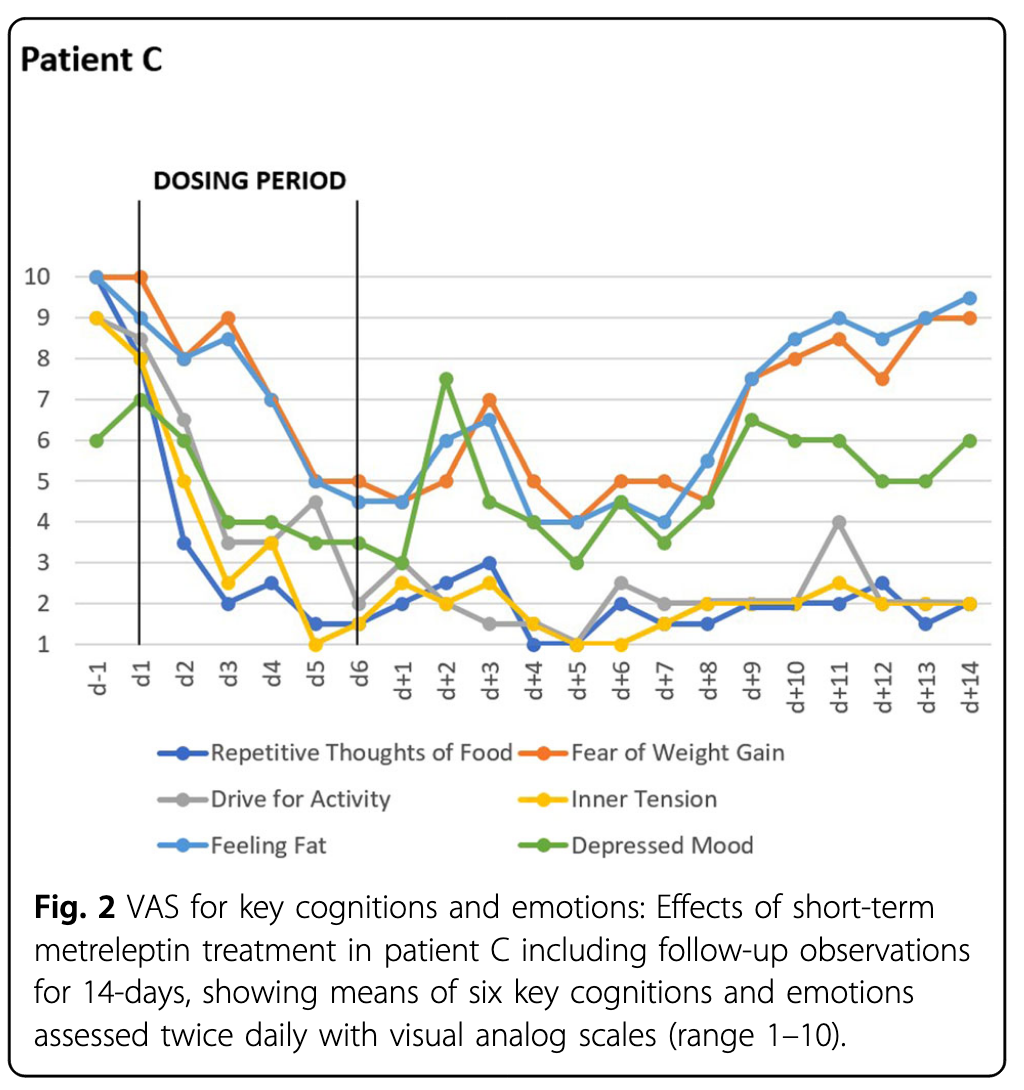 Patient C
DOSING PERIOD
10
9
8
7
6
5
4
3
2
1
d-1 d1 d2 d3 d4 d5 d6 d+1 d+2 d+3 d+4 d+5 d+6 d+7 d+8 d+9 d+10 d+11 d+12 d+13 d+14
Repetitive Thoughts of Food Fear of Weight Gain
Drive for Activity Inner Tension
Feeling Fat Depressed Mood
Fig. 2 VAS for key cognitions and emotions: Effects of short-term
metreleptin treatment in patient C including follow-up observations
for 14-days, showing means of six key cognitions and emotions
assessed twice daily with visual analog scales (range 1–10).